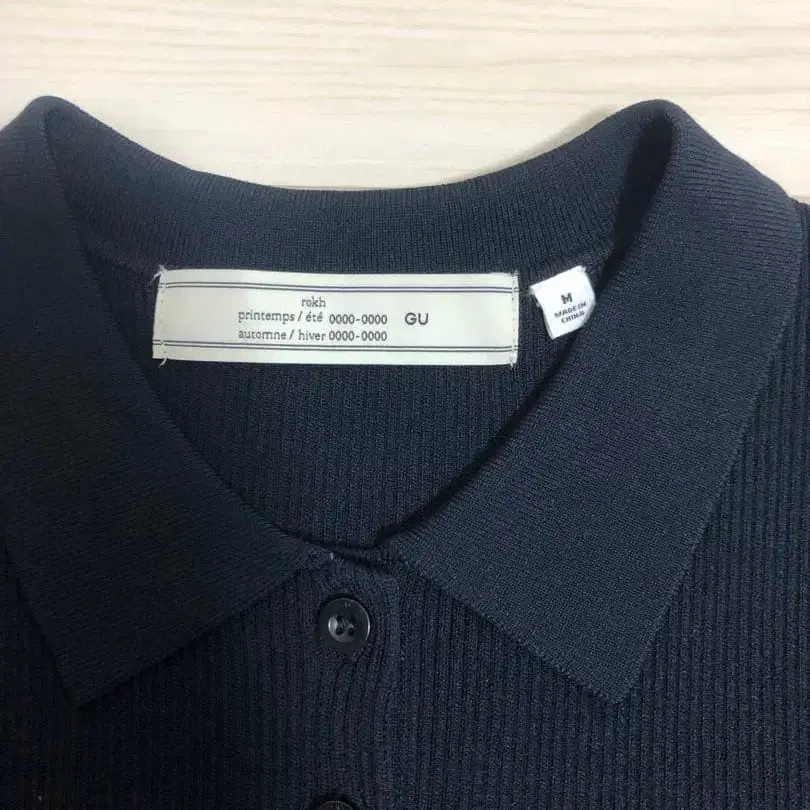 rokh
printemps / été 0000-0000 GU
automne / hiver 0000-0000
M
MADE IN
CHINA